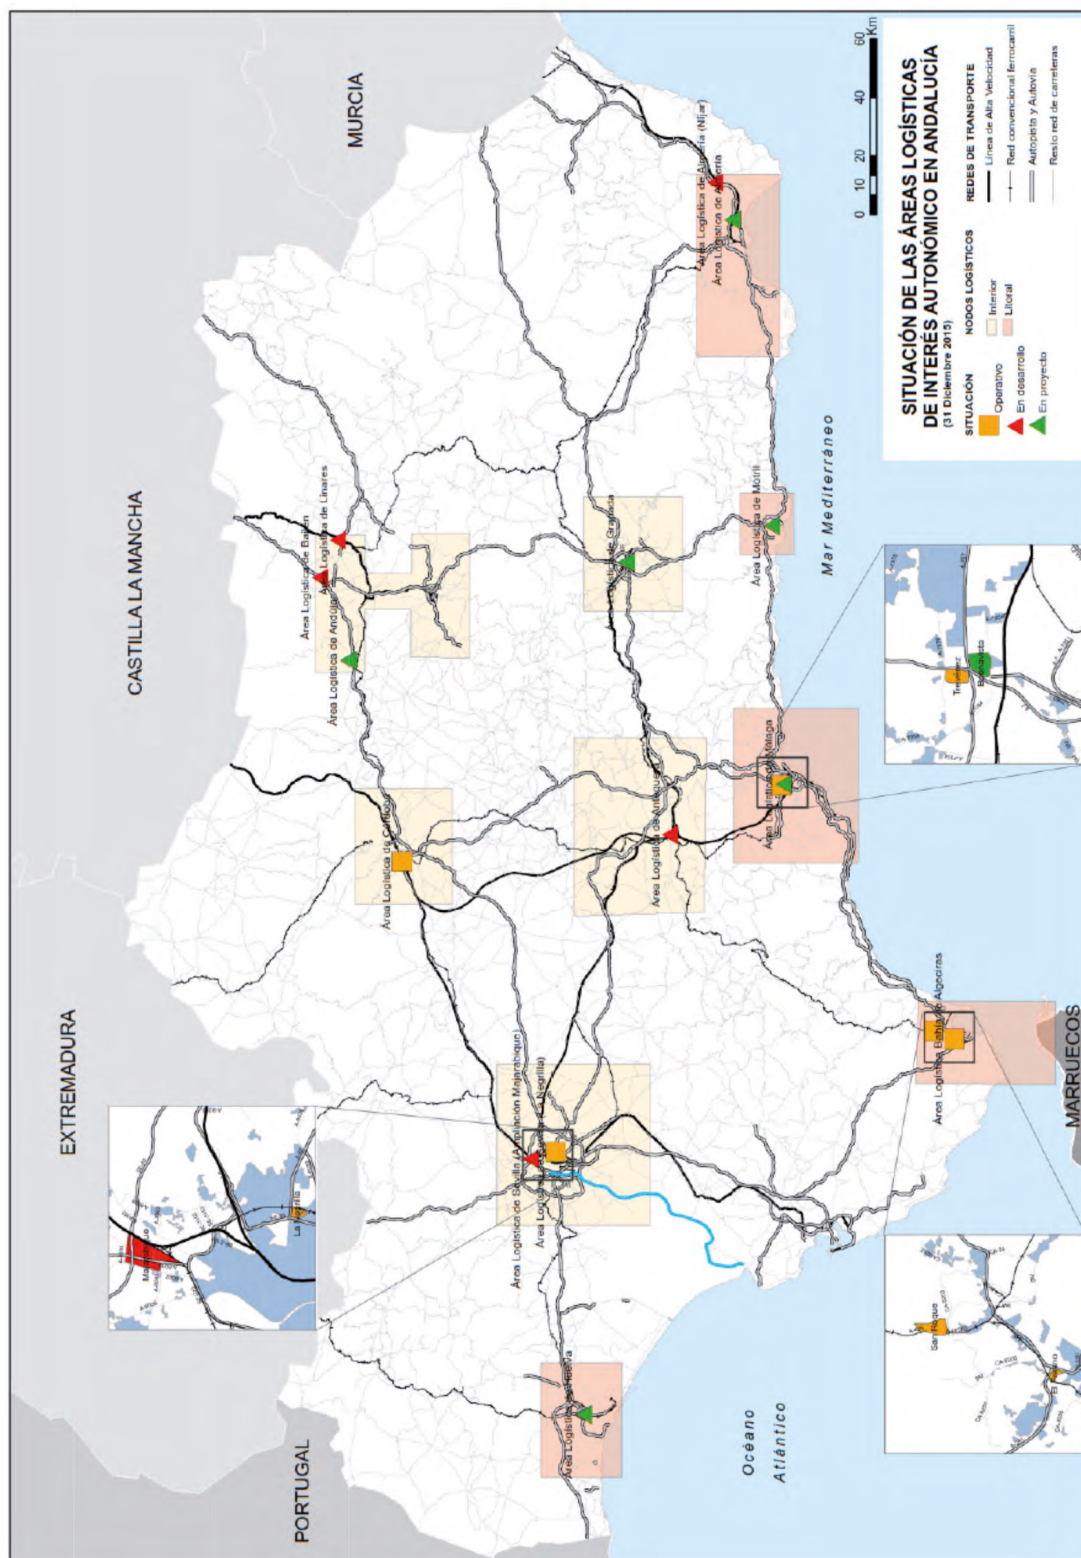 SITUACIÓN DE LAS ÁREAS LOGÍSTICAS
DE INTERÉS AUTONÓMICO EN ANDALUCÍA
(31 Diciembre 2015)
SITUACIÓN
Operativo
En desarrollo
En proyecto
NODOS LOGÍSTICOS
Interior
Litoral
REDES DE TRANSPORTE
Línea de Alta Velocidad
Red convencional ferrocarril
Autopista y Autovía
Resto red de carreteras
0 10 20 40 60
Km
PORTUGAL
EXTREMADURA
CASTILLA LA MANCHA
MURCIA
MARRUECOS
Océano
Atlántico
Mar Mediterráneo
Área Logística de Huelva
Área Logística de Sevilla (Ampliación Majarabique)
Área Logística
La Negrilla)
Área Logística de Córdoba
Área Logística de Andújar
Área Logística de Bailén
Área Logística de Linares
de Granada
Área Logística de Antequera
Área Logística de Málaga
Área Logística de Motril
Área Logística de Almería (Níjar)
Área Logística de Almería
Área Logística Bahía de Algeciras
La Negrilla
San Roque
Trevénez
Buenavista